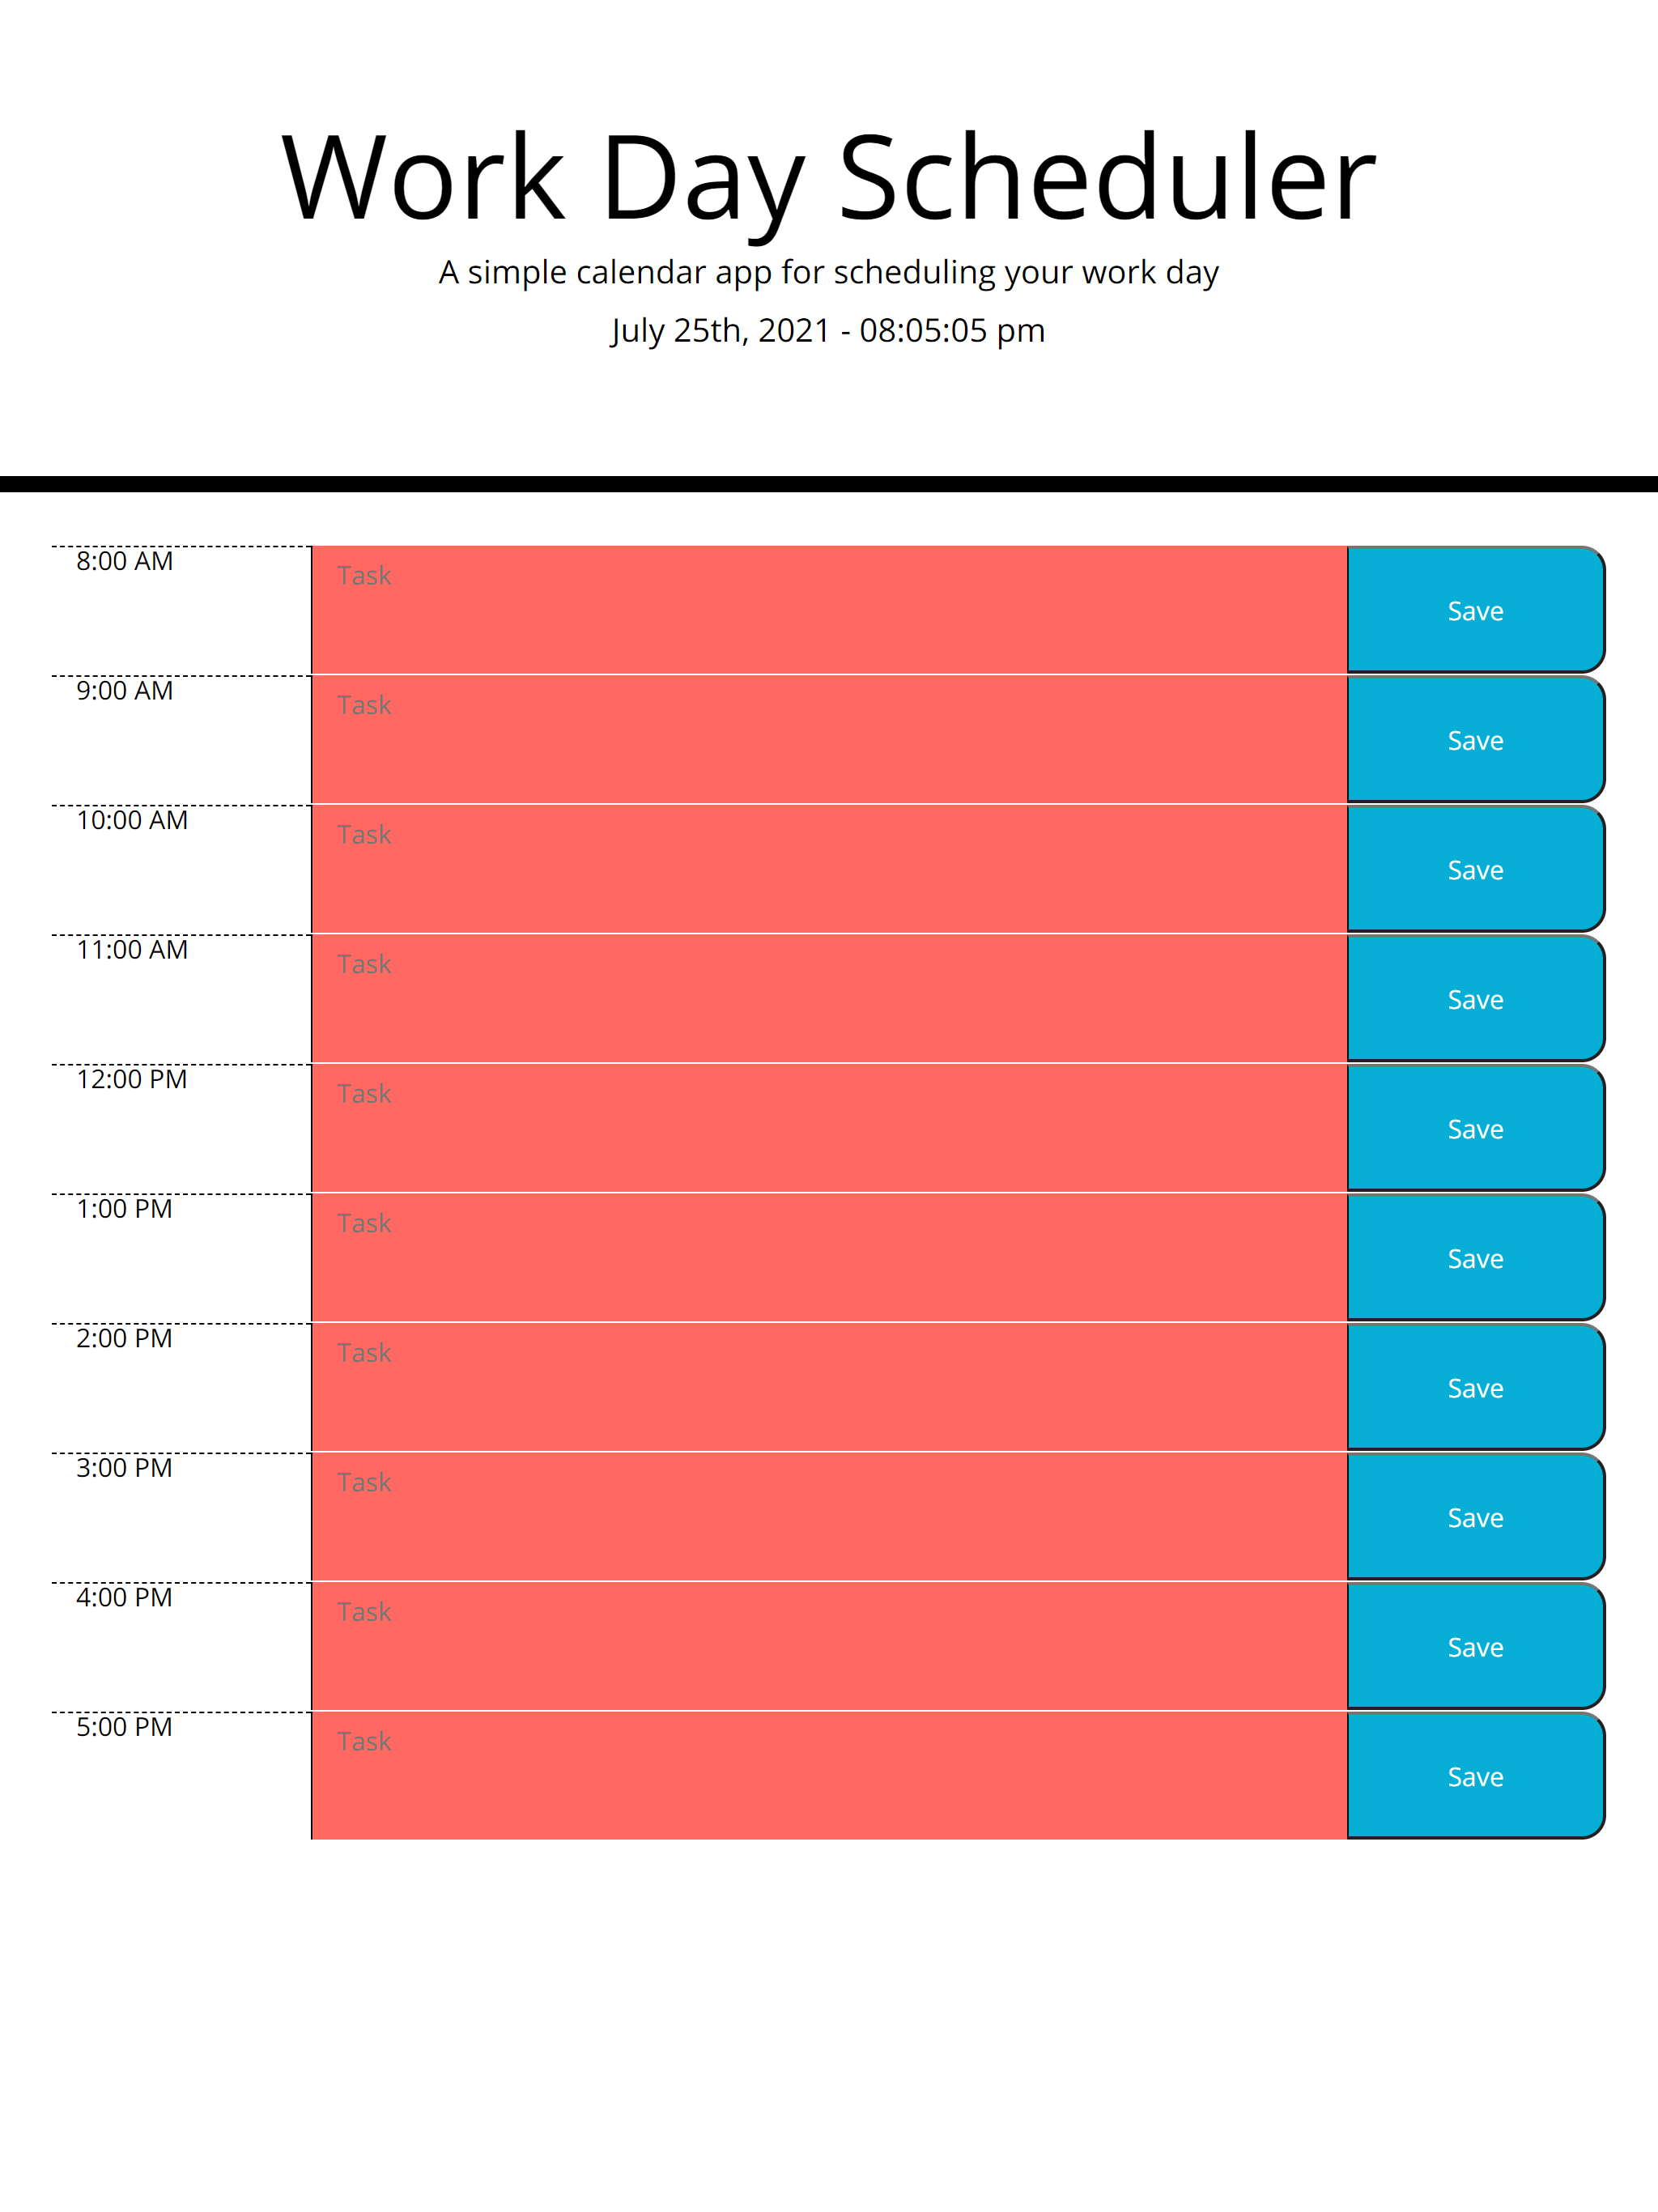 Work Day Scheduler
A simple calendar app for scheduling your work day
July 25th, 2021 - 08:05:05 pm
8:00 AM Task Save
9:00 AM Task Save
10:00 AM Task Save
11:00 AM Task Save
12:00 PM Task Save
1:00 PM Task Save
2:00 PM Task Save
3:00 PM Task Save
4:00 PM Task Save
5:00 PM Task Save